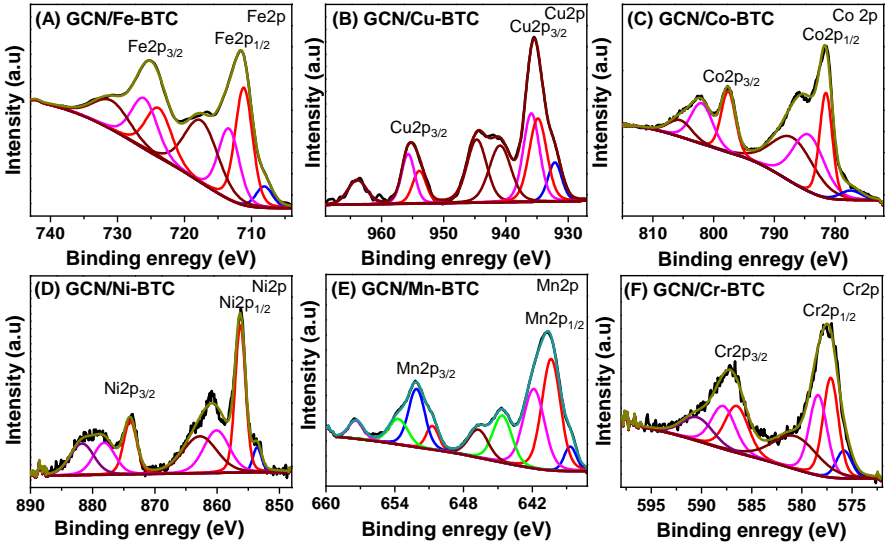 (A) GCN/Fe-BTC
Fe2p
Fe2p3/2
Fe2p1/2
Intensity (a.u)
740
730
720
710
Binding enregy (eV)
(B) GCN/Cu-BTC
Cu2p
Cu2p3/2
Cu2p3/2
Intensity (a.u)
960
950
940
930
Binding enregy (eV)
(C) GCN/Co-BTC
Co 2p
Co2p1/2
Co2p3/2
Intensity (a.u)
810
800
790
780
Binding enregy (eV)
(D) GCN/Ni-BTC
Ni2p
Ni2p1/2
Ni2p3/2
Intensity (a.u)
890
880
870
860
850
Binding enregy (eV)
(E) GCN/Mn-BTC
Mn2p
Mn2p1/2
Mn2p3/2
Intensity (a.u)
660
654
648
642
Binding enregy (eV)
(F) GCN/Cr-BTC
Cr2p
Cr2p1/2
Cr2p3/2
Intensity (a.u)
595
590
585
580
575
Binding enregy (eV)